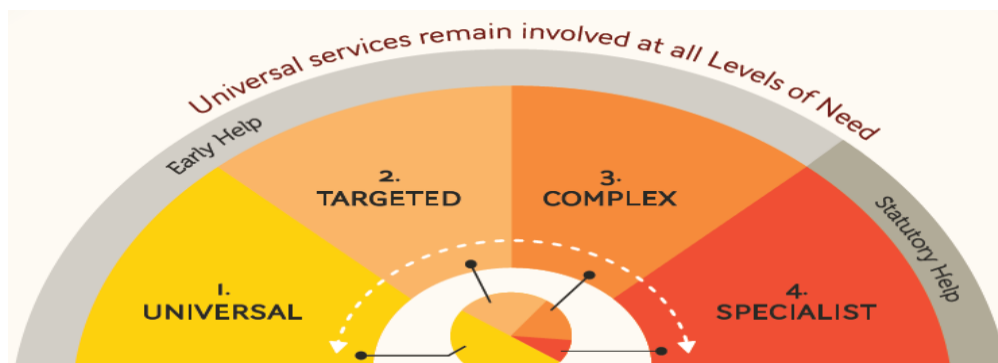 Universal services remain involved at all Levels of Need
Early Help
2.
TARGETED
3.
COMPLEX
Statutory Help
1.
UNIVERSAL
4.
SPECIALIST